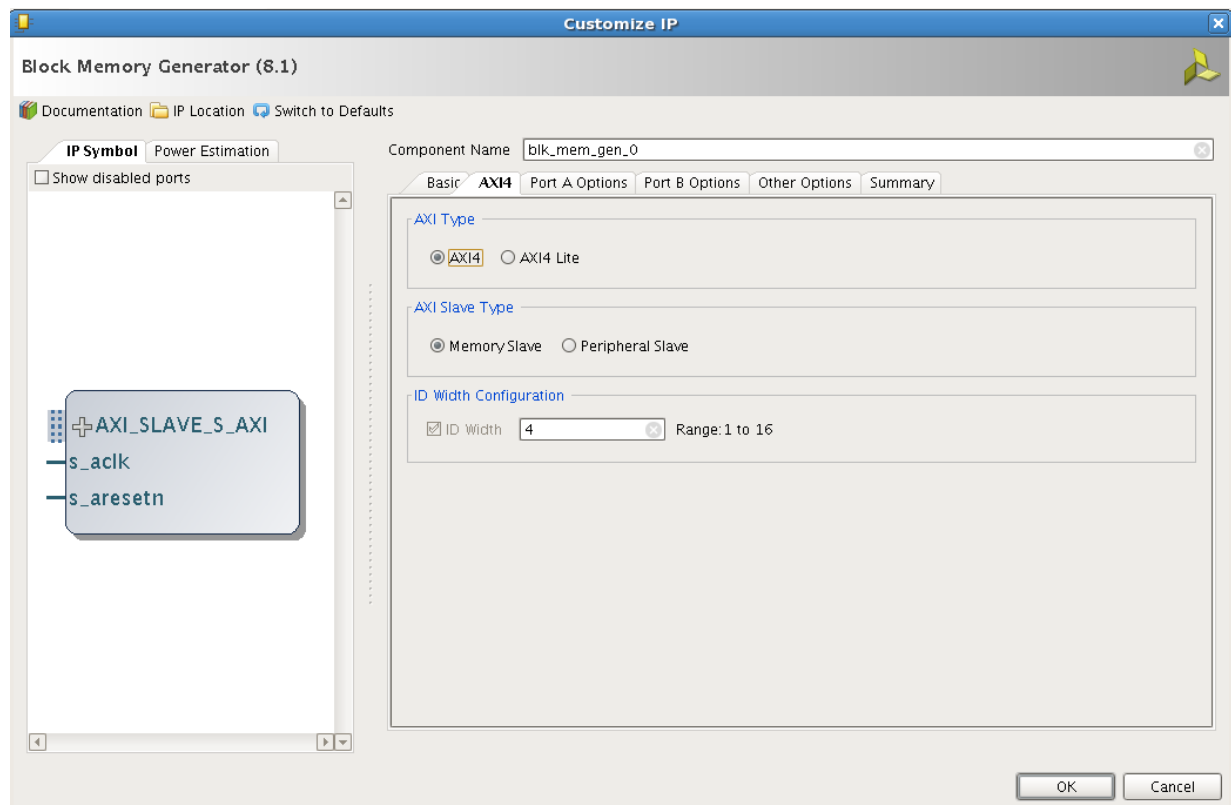 Customize IP
Block Memory Generator (8.1)
Documentation IP Location Switch to Defaults
IP Symbol Power Estimation
Show disabled ports
AXI_SLAVE_S_AXI
s_aclk
s_aresetn
Component Name blk_mem_gen_0
Basic AXI4 Port A Options Port B Options Other Options Summary
AXI Type
AXI4 AXI4 Lite
AXI Slave Type
Memory Slave Peripheral Slave
ID Width Configuration
ID Width 4 Range:1 to 16
OK Cancel